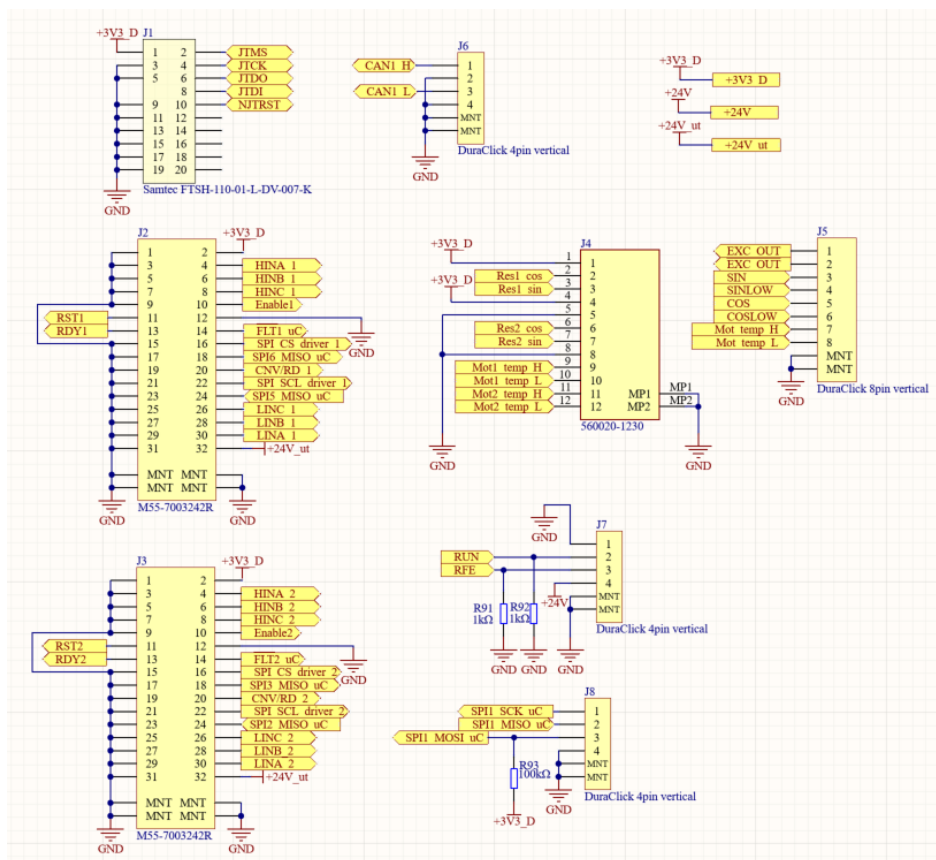 +3V3_D
J1
1 2 JTMS
3 4 JTCK
5 6 JTDO
8 JTDI
9 10 NJTRST
11 12
13 14
15 16
17 18
19 20
Samtec FTSH-110-01-L-DV-007-K
GND
J6
CAN1_H 1
2
CAN1_L 3
4
MNT
MNT
DuraClick 4pin vertical
GND
+3V3_D
+3V3_D
+24V
+24V
+24V_ut
+24V_ut
J2
+3V3_D
1 2
3 4 HINA_1
5 6 HINB_1
7 8 HINC_1
9 10 Enable1
RST1 11 12
GND
RDY1 13 14 FLT1_uC
15 16 SPI_CS_driver_1
17 18 SPI6_MISO_uC
19 20 CNV/RD_1
21 22 SPI_SCL_driver_1
23 24 SPI5_MISO_uC
25 26 LINC_1
27 28 LINB_1
29 30 LINA_1
31 32 +24V_ut
MNT MNT
MNT MNT
GND
GND
M55-7003242R
J4
+3V3_D
1 1
Res1_cos 2 2
Res1_sin 3 3
+3V3_D
4 4
5 5
Res2_cos 6 6
Res2_sin 7 7
8 8
Mot1_temp_H 9 9
Mot1_temp_L 10 10
Mot2_temp_H 11 11 MP1 MP1
Mot2_temp_L 12 12 MP2 MP2
560020-1230
GND
GND
J5
EXC_OUT 1
EXC_OUT 2
SIN 3
SINLOW 4
COS 5
COSLOW 6
Mot_temp_H 7
Mot_temp_L 8
MNT
MNT
DuraClick 8pin vertical
GND
J3
+3V3_D
1 2
3 4 HINA_2
5 6 HINB_2
7 8 HINC_2
9 10 Enable2
RST2 11 12
GND
RDY2 13 14 FLT2_uC
15 16 SPI_CS_driver_2
17 18 SPI3_MISO_uC
19 20 CNV/RD_2
21 22 SPI_SCL_driver_2
23 24 SPI2_MISO_uC
25 26 LINC_2
27 28 LINB_2
29 30 LINA_2
31 32 +24V_ut
MNT MNT
MNT MNT
GND
GND
M55-7003242R
J7
GND
1
RUN 2
RFE 3
4
+24V
MNT
MNT
R91
1kΩ
R92
1kΩ
GND
GND
GND
DuraClick 4pin vertical
J8
SPI1_SCK_uC 1
SPI1_MISO_uC 2
SPI1_MOSI_uC 3
4
MNT
MNT
R93
100kΩ
+3V3_D
GND
DuraClick 4pin vertical